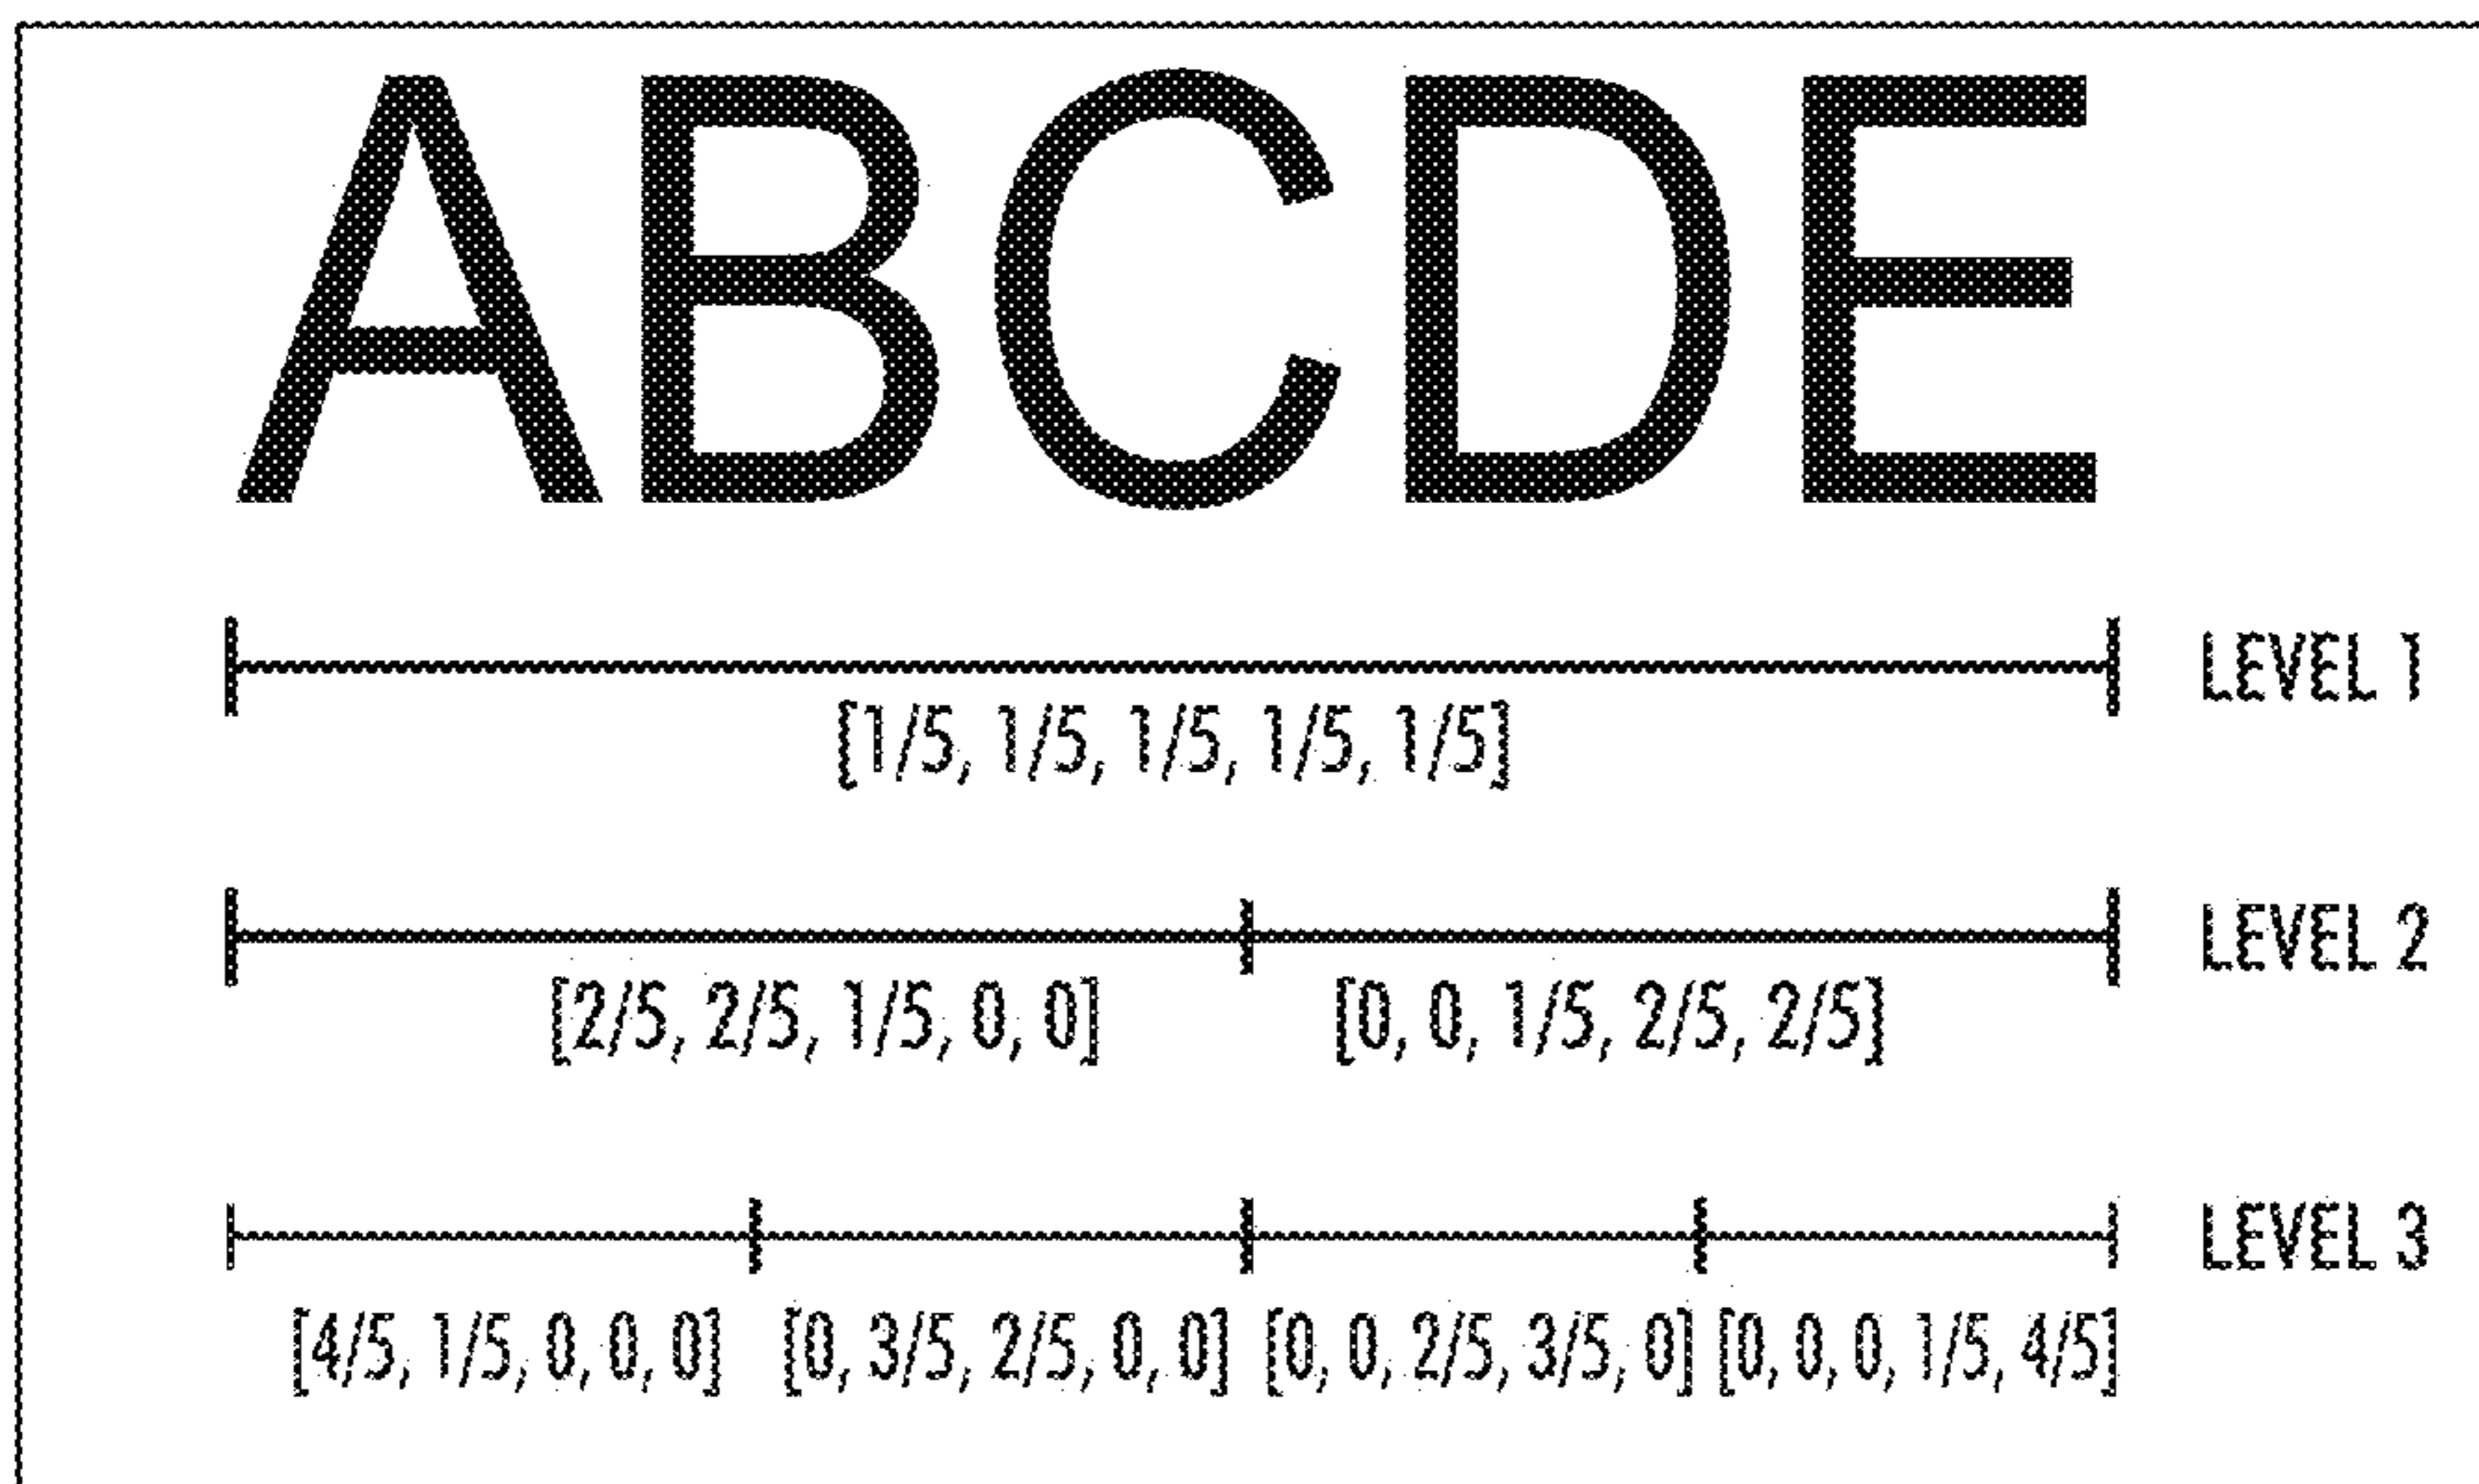 ABCDE
LEVEL 1
[1/5, 1/5, 1/5, 1/5, 1/5]
LEVEL 2
[2/5, 2/5, 1/5, 0, 0] [0, 0, 1/5, 2/5, 2/5]
LEVEL 3
[4/5, 1/5, 0, 0, 0] [0, 3/5, 2/5, 0, 0] [0, 0, 2/5, 3/5, 0] [0, 0, 0, 1/5, 4/5]